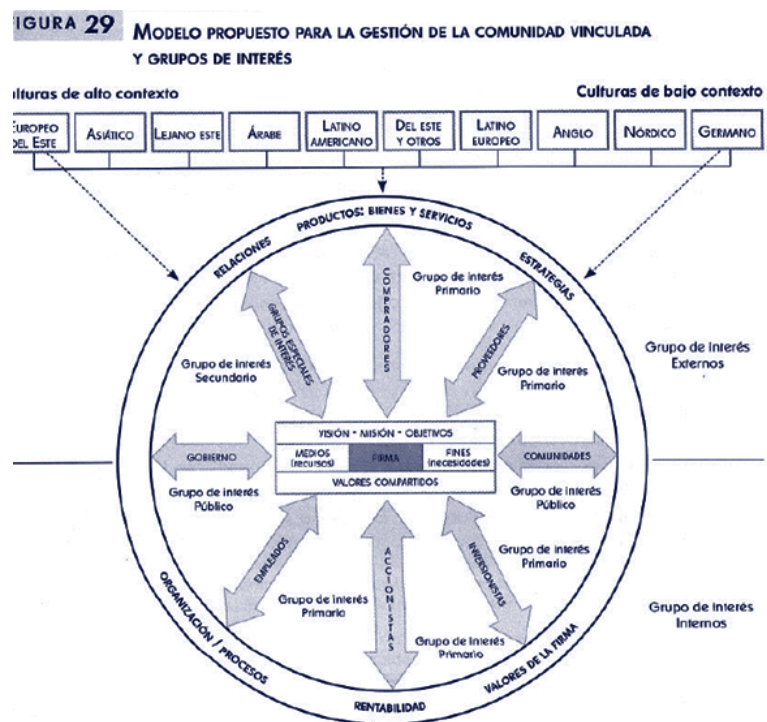 IGURA 29 MODELO PROPUESTO PARA LA GESTIÓN DE LA COMUNIDAD VINCULADA
Y GRUPOS DE INTERÉS
ulturas de alto contexto
Culturas de bajo contexto
EUROPEO
DEL ESTE
ASIÁTICO
LEJANO ESTE
ÁRABE
LATINO
AMERICANO
DEL ESTE
Y OTROS
LATINO
EUROPEO
ANGLO
NÓRDICO
GERMANO
RELACIONES
PRODUCTOS: BIENES Y SERVICIOS
ESTRATEGIAS
GRUPOS ESPECIALES
DE INTERÉS
COMPRADORES
Grupo de interés
Primario
PROVEEDORES
Grupo de interés
Secundario
Grupo de interés
Primario
Grupo de Interés
Externos
VISIÓN - MISIÓN - OBJETIVOS
MEDIOS
(recursos)
FIRMA
FINES
(necesidades)
VALORES COMPARTIDOS
GOBIERNO
COMUNIDADES
Grupo de interés
Público
Grupo de interés
Público
EMPLEADOS
ACCIONISTAS
INVERSIONISTAS
Grupo de interés
Primario
Grupo de interés
Primario
Grupo de interés
Primario
Grupo de Interés
Internos
ORGANIZACIÓN / PROCESOS
RENTABILIDAD
VALORES DE LA FIRMA